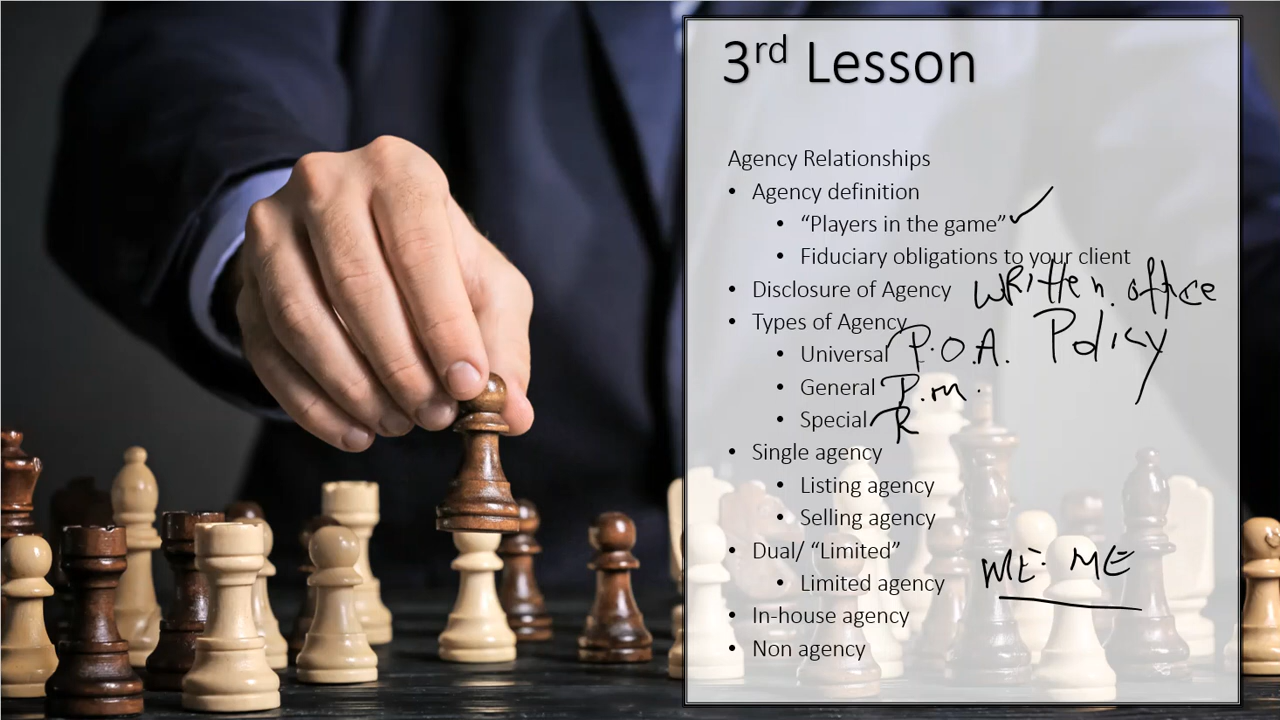 3rd Lesson
Agency Relationships
• Agency definition
• “Players in the game”
• Fiduciary obligations to your client
• Disclosure of Agency written office
• Types of Agency Policy
• Universal P.O.A.
• General P.m.
• Special R
• Single agency
• Listing agency
• Selling agency
• Dual/ “Limited”
• Limited agency ME. ME
• In-house agency
• Non agency